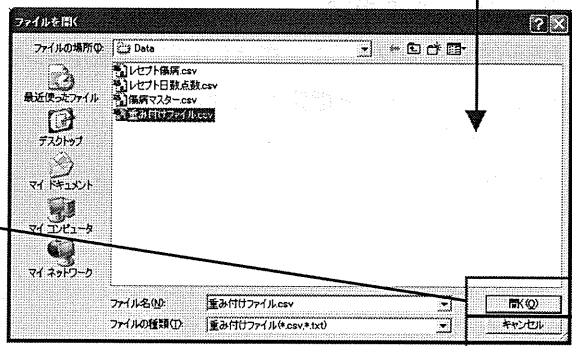 ファイルを開く
ファイルの場所(I):
Data
レセプト傷病.csv
レセプト日数点数.csv
傷病マスター.csv
重み付けファイル.csv
最近使ったファイル
デスクトップ
マイ ドキュメント
マイ コンピュータ
マイ ネットワーク
ファイル名(N):
重み付けファイル.csv
開く(O)
ファイルの種類(T):
重み付けファイル(*.csv,*.txt)
キャンセル